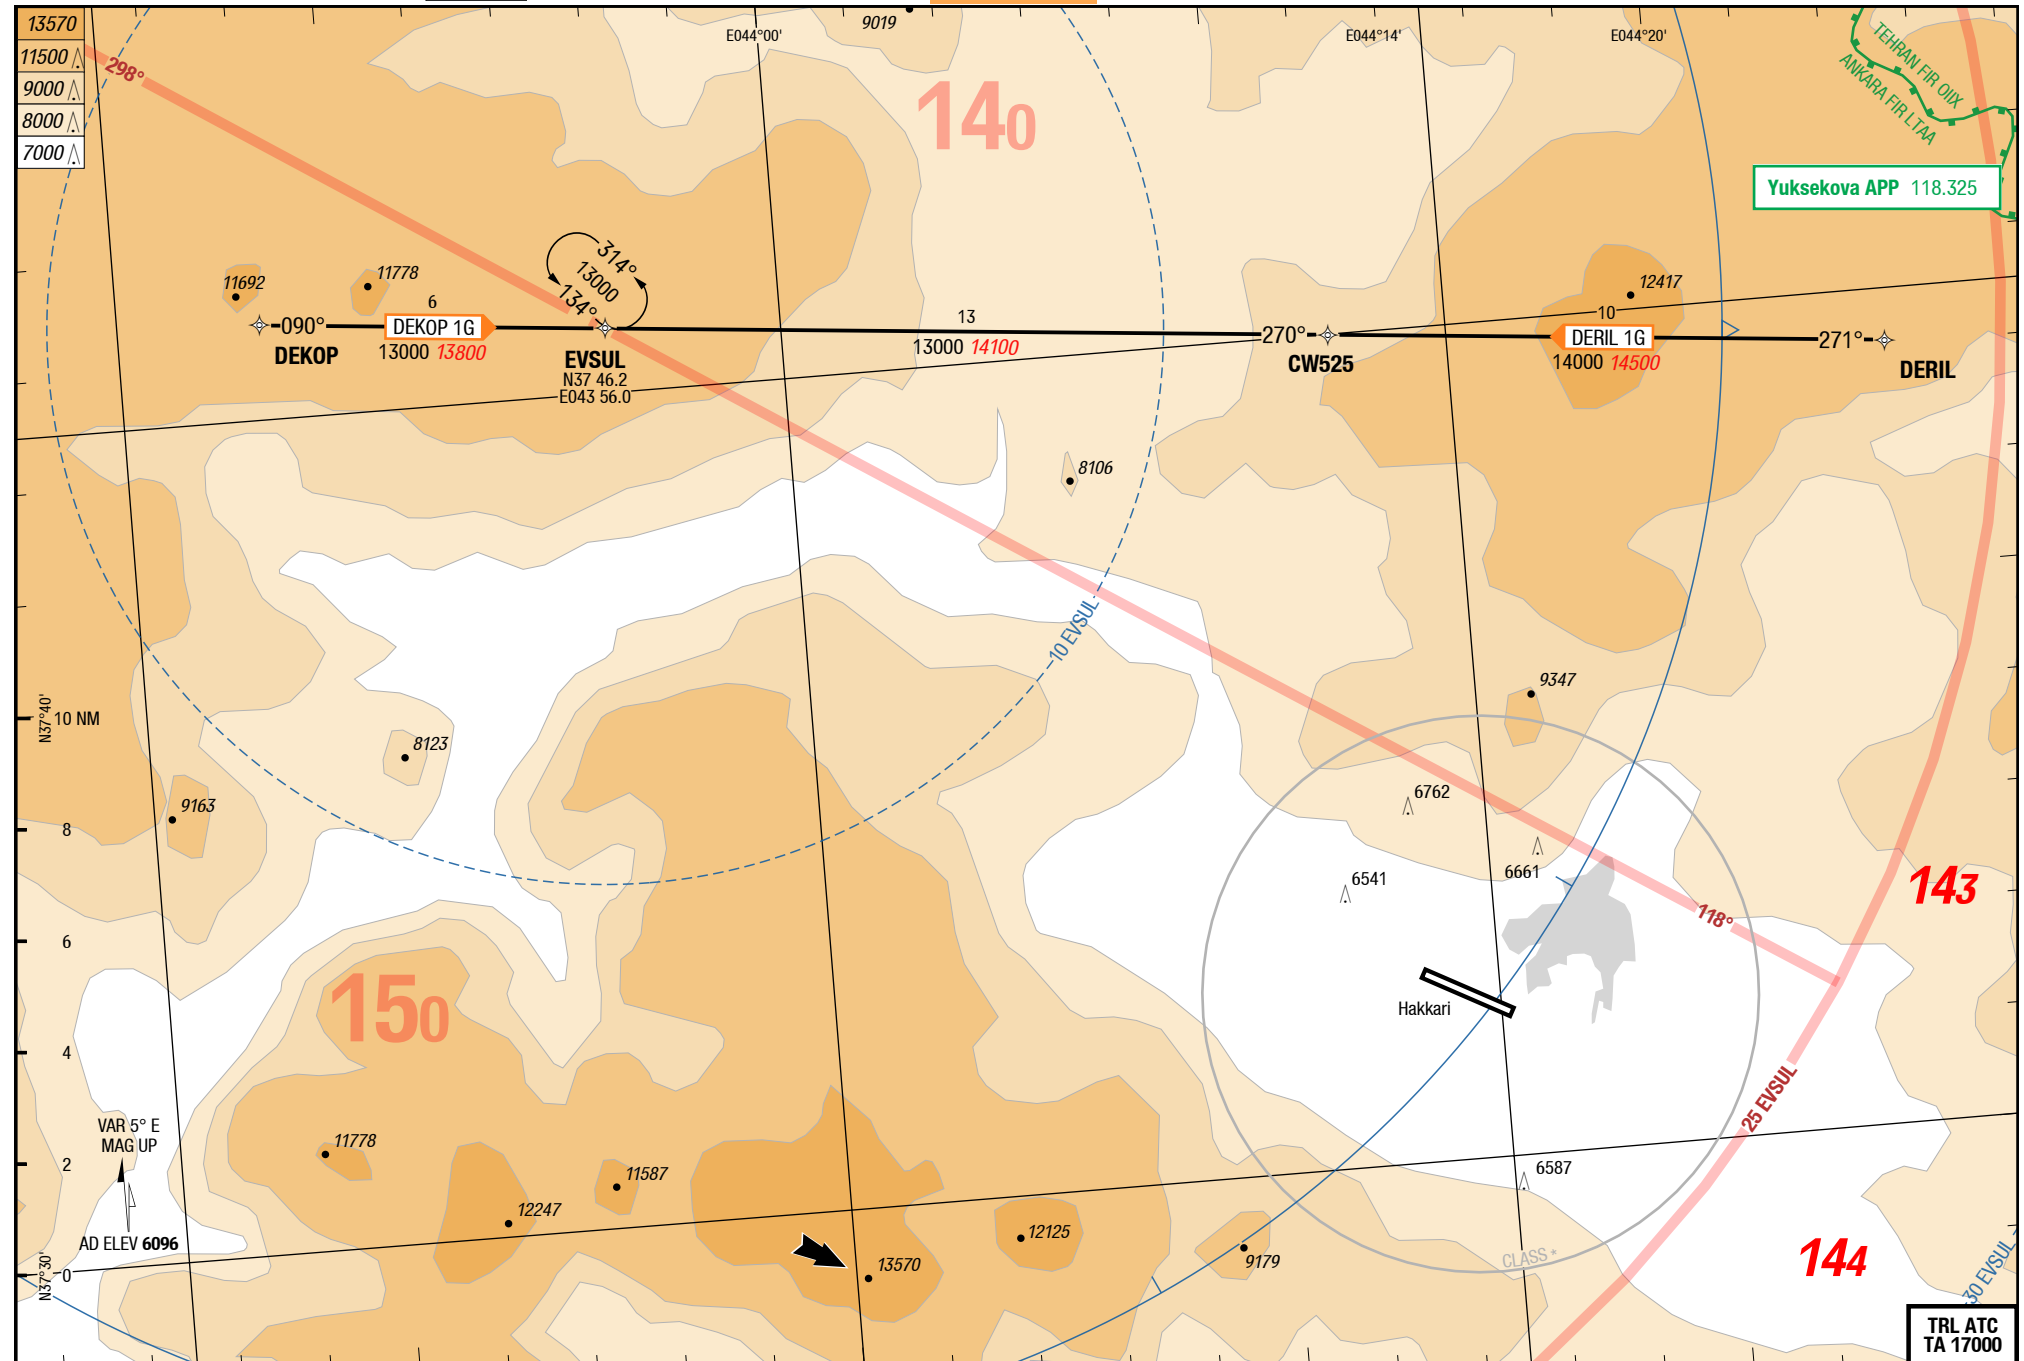 13570
11500
9000
8000
7000
298°
9019
E044°00'
E044°14'
E044°20'
140
TEHRAN FIR OIIX
ANKARA FIR LTAA
Yuksekova APP 118.325
11692
11778
314°
13000
134°
12417
090°
6
DEKOP 1G
13000 13800
DEKOP
EVSUL
N37 46.2
E043 56.0
13
13000 14100
270°
CW525
10
DERIL 1G
14000 14500
271°
DERIL
8106
10 EVSUL
N37°40'
10 NM
9347
8123
9163
6762
8
6541
6661
143
118°
6
150
Hakkari
4
25 EVSUL
VAR 5° E
MAG UP
11778
2
11587
6587
12247
12125
AD ELEV 6096
13570
9179
CLASS *
144
N37°30'
0
30 EVSUL
TRL ATC
TA 17000